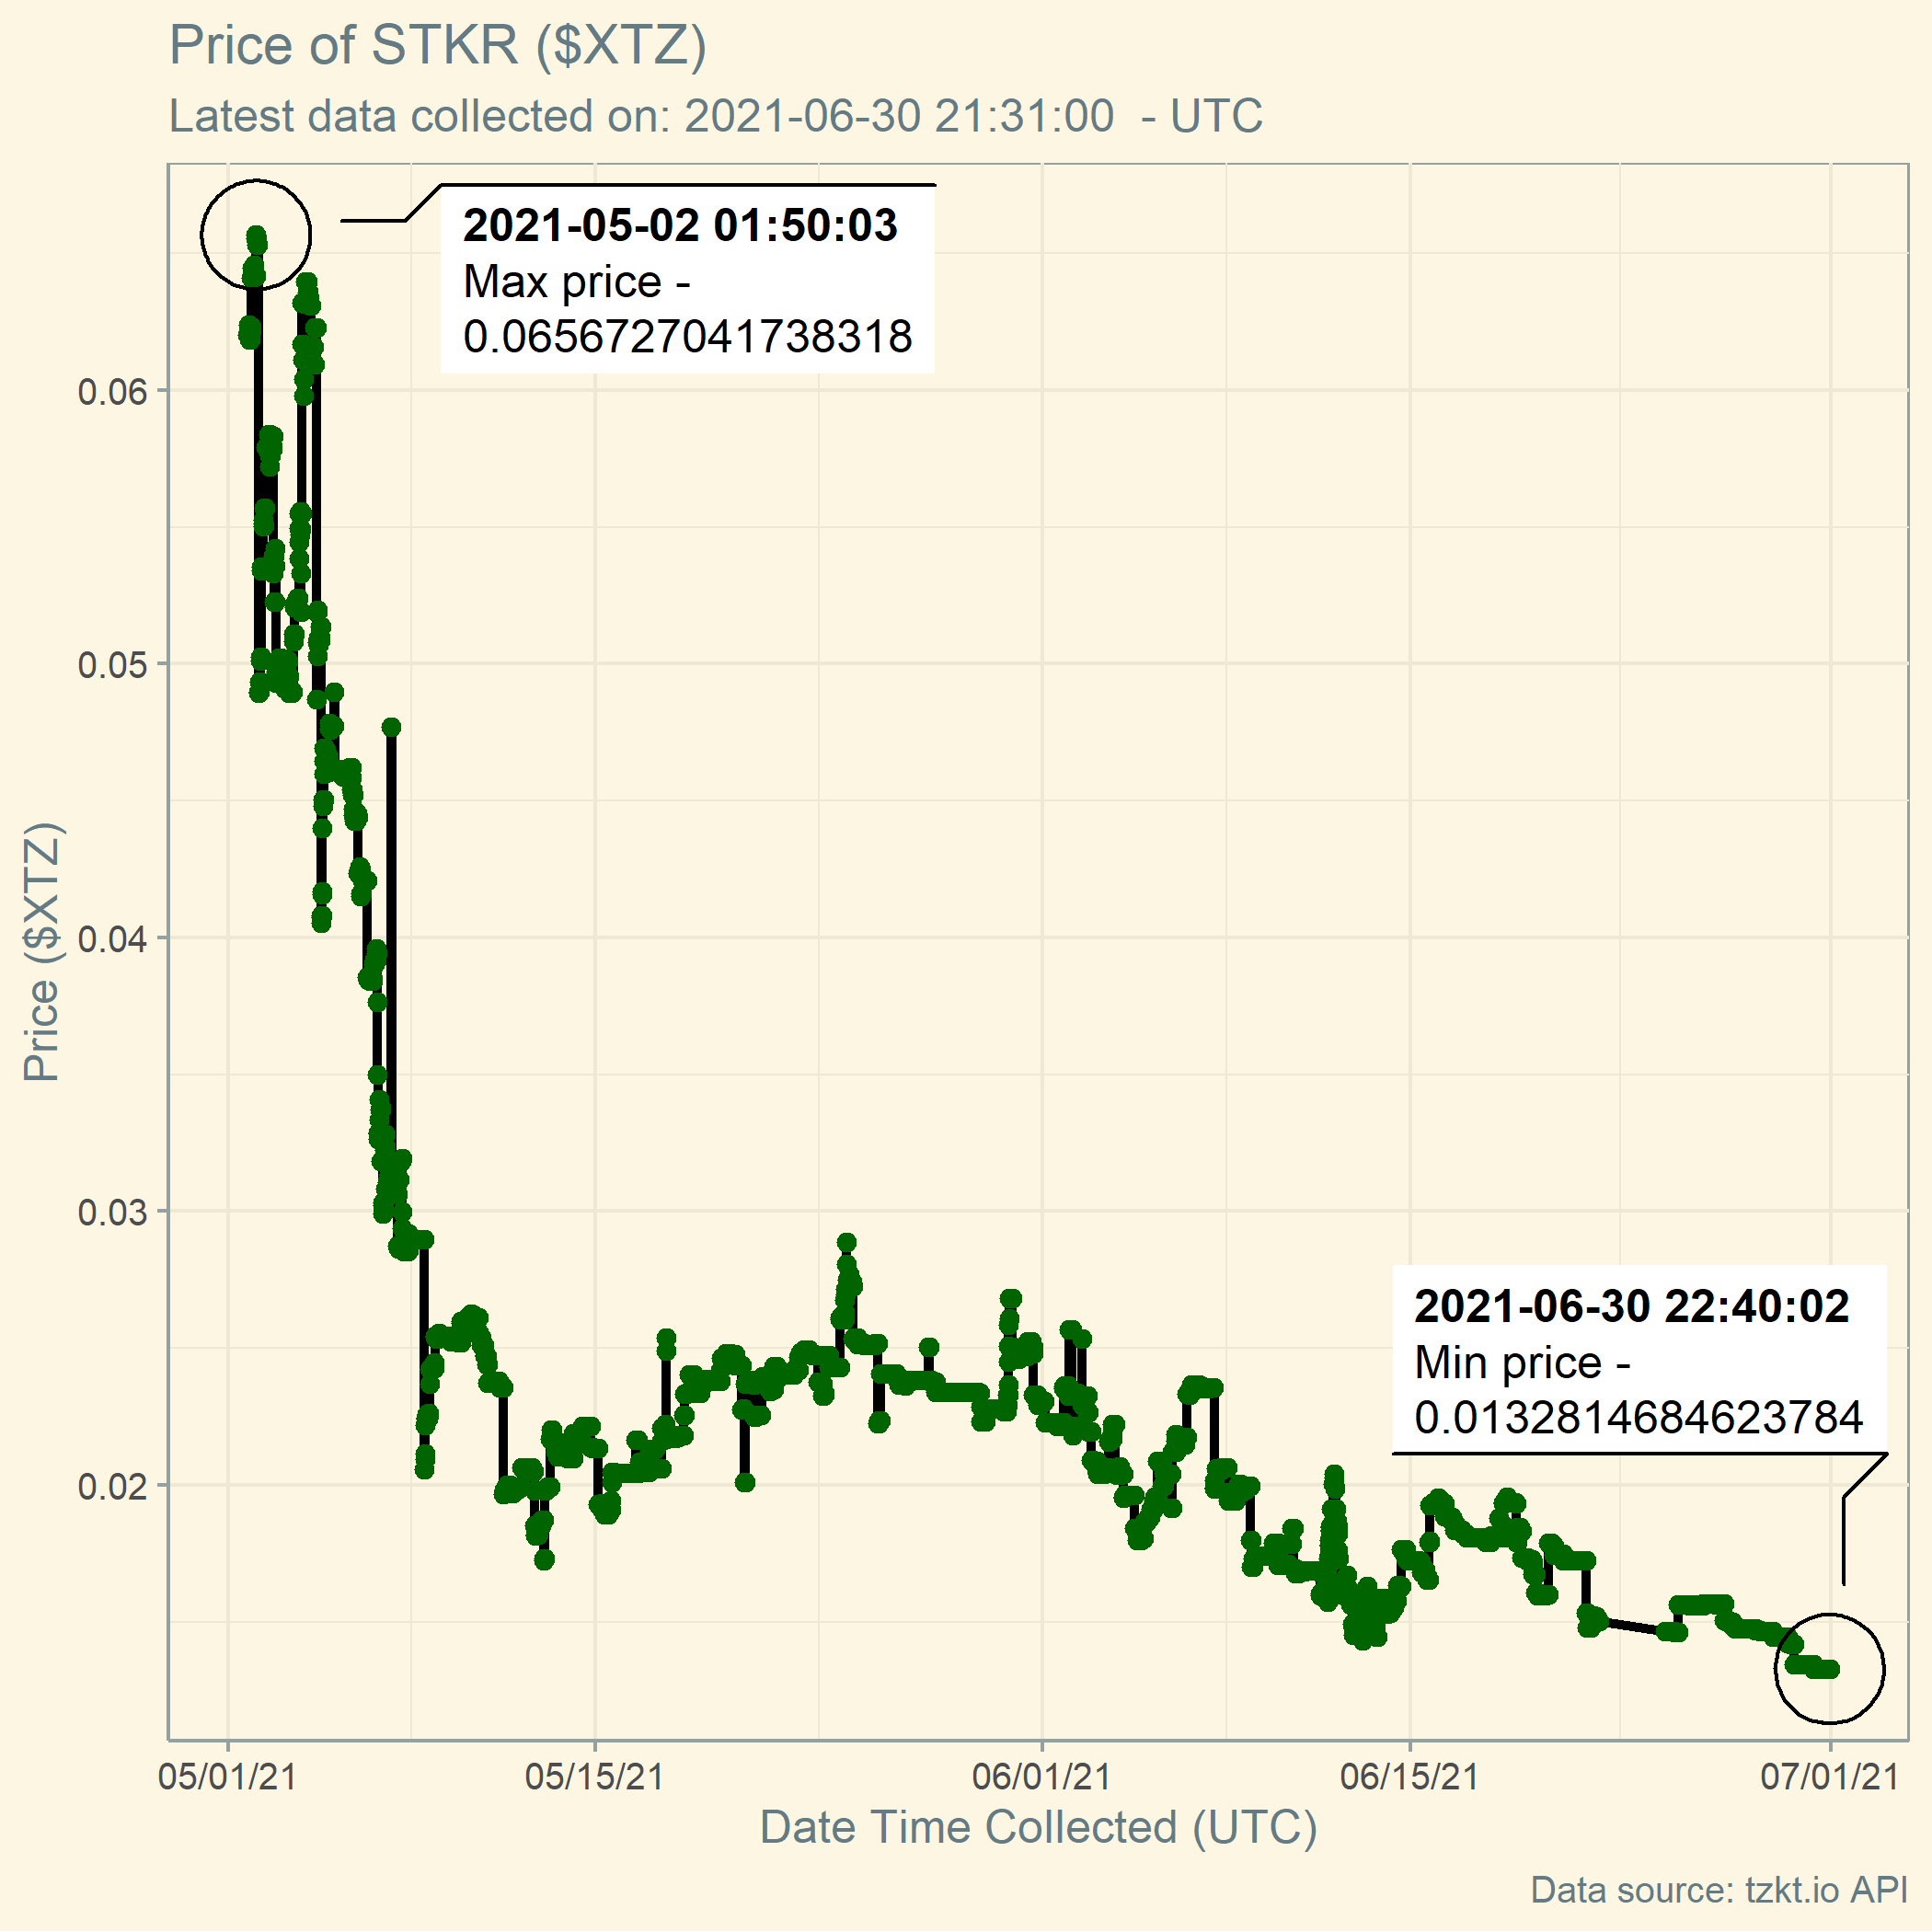 Price of STKR ($XTZ)
Latest data collected on: 2021-06-30 21:31:00  - UTC
2021-05-02 01:50:03
Max price -
0.0656727041738318
0.06
0.05
0.04
0.03
0.02
Price ($XTZ)
2021-06-30 22:40:02
Min price -
0.0132814684623784
05/01/21
05/15/21
06/01/21
06/15/21
07/01/21
Date Time Collected (UTC)
Data source: tzkt.io API